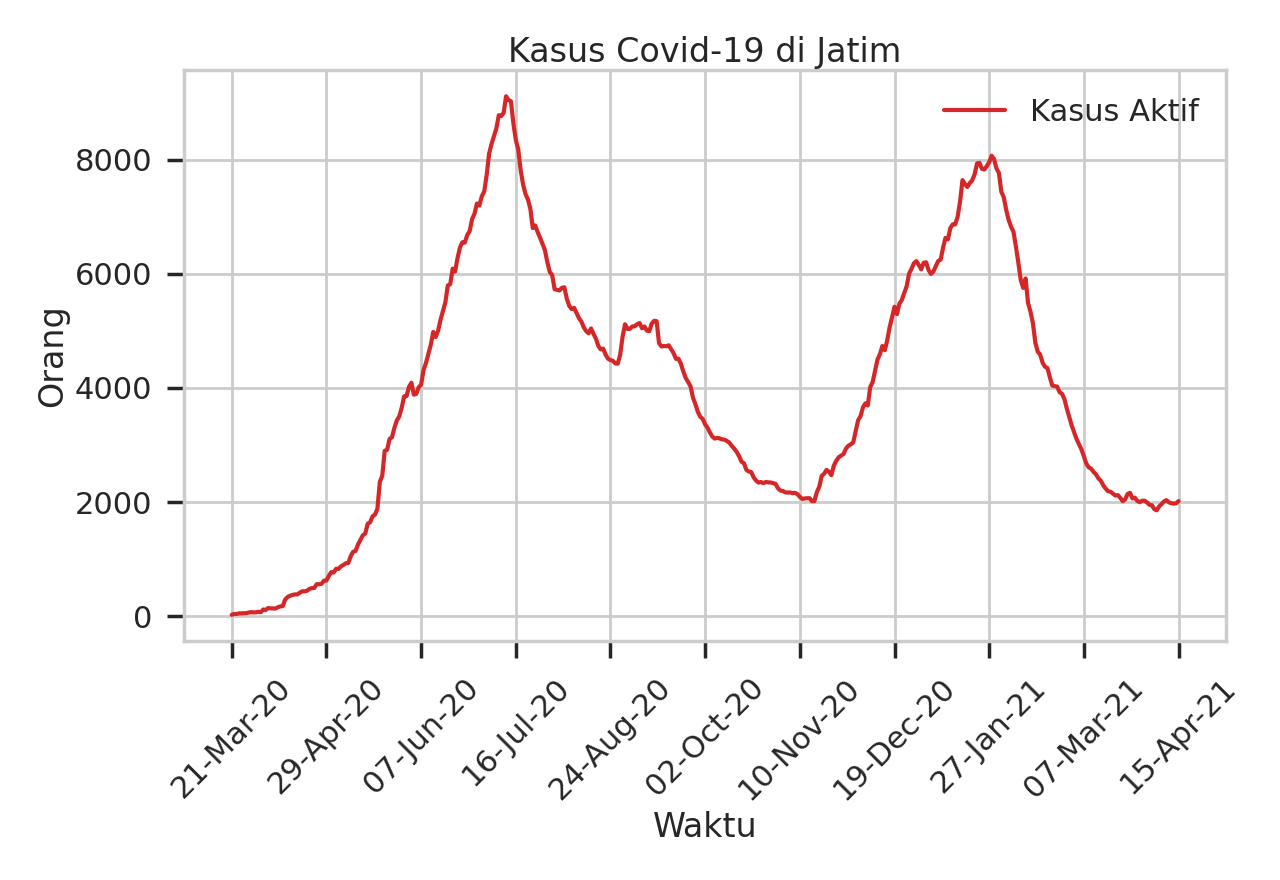 Kasus Covid-19 di Jatim
Kasus Aktif
Orang
8000
6000
4000
2000
0
21-Mar-20
29-Apr-20
07-Jun-20
16-Jul-20
24-Aug-20
02-Oct-20
10-Nov-20
19-Dec-20
27-Jan-21
07-Mar-21
15-Apr-21
Waktu